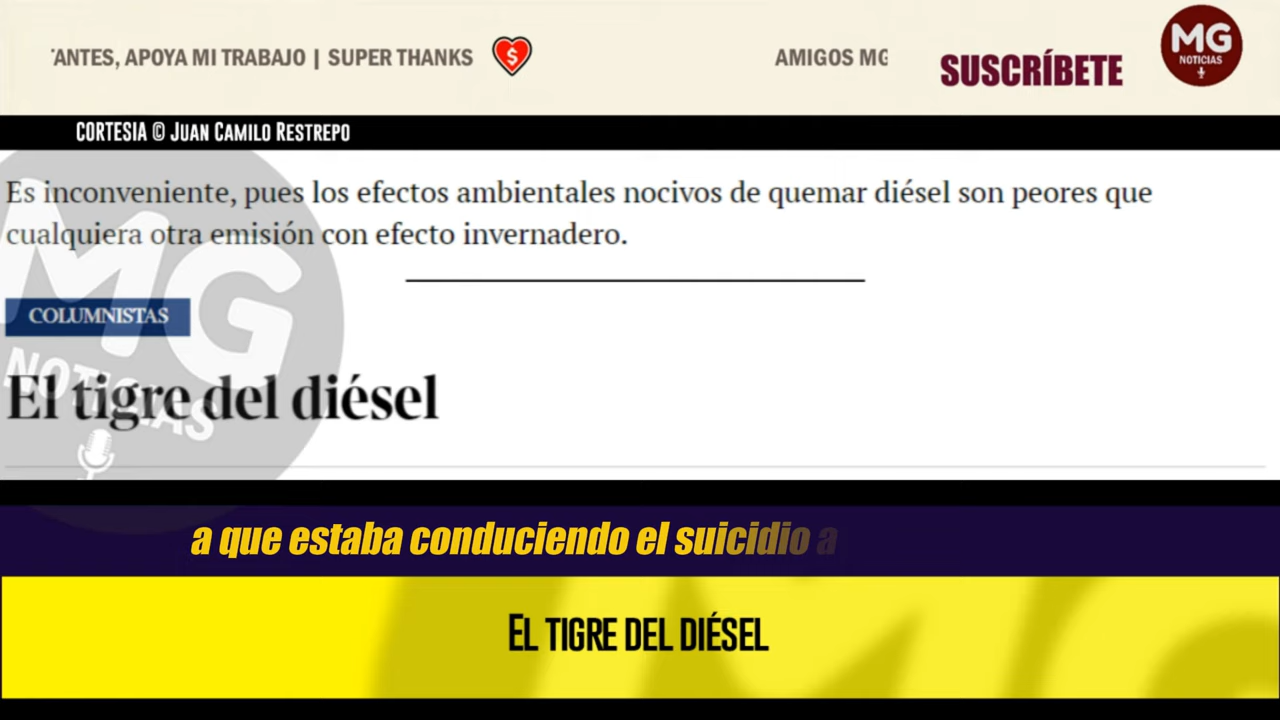 'ANTES, APOYA MI TRABAJO | SUPER THANKS
AMIGOS MG
SUSCRÍBETE
MG
NOTICIAS
CORTESIA © JUAN CAMILO RESTREPO
Es inconveniente, pues los efectos ambientales nocivos de quemar diésel son peores que
cualquiera otra emisión con efecto invernadero.
MG
NOTICIAS
COLUMNISTAS
El tigre del diésel
a que estaba conduciendo el suicidio a
EL TIGRE DEL DIÉSEL